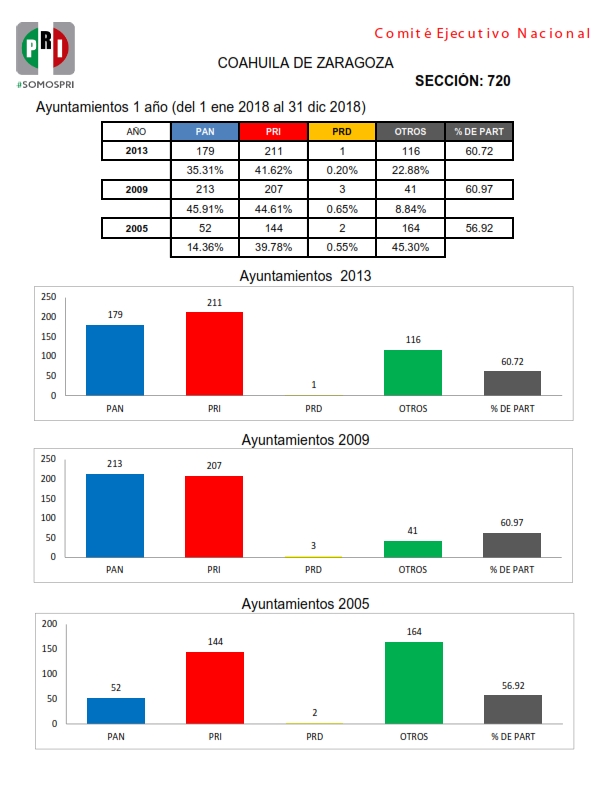 Comité Ejecutivo Nacional
PRI
#SOMOSPRI
COAHUILA DE ZARAGOZA
SECCIÓN: 720
Ayuntamientos 1 año (del 1 ene 2018 al 31 dic 2018)
AÑO PAN PRI PRD OTROS % DE PART
2013 179 211 1 116 60.72
35.31% 41.62% 0.20% 22.88%
2009 213 207 3 41 60.97
45.91% 44.61% 0.65% 8.84%
2005 52 144 2 164 56.92
14.36% 39.78% 0.55% 45.30%
Ayuntamientos 2013
250
200
150
100
50
0
179
211
1
116
60.72
PAN PRI PRD OTROS % DE PART
Ayuntamientos 2009
250
200
150
100
50
0
213
207
3
41
60.97
PAN PRI PRD OTROS % DE PART
Ayuntamientos 2005
200
150
100
50
0
52
144
2
164
56.92
PAN PRI PRD OTROS % DE PART